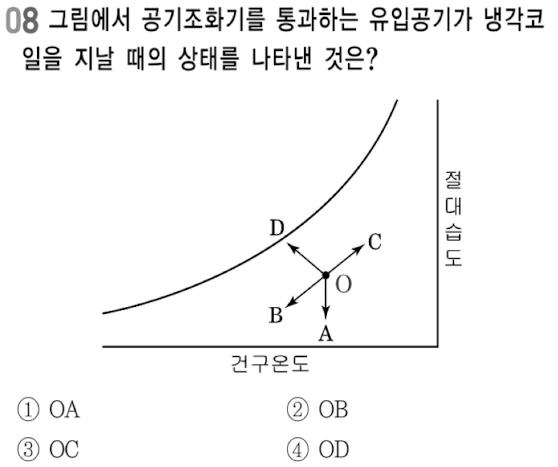 08 그림에서 공기조화기를 통과하는 유입공기가 냉각코
일을 지날 때의 상태를 나타낸 것은?
절대습도
D
C
O
B
A
건구온도
① OA
② OB
③ OC
④ OD